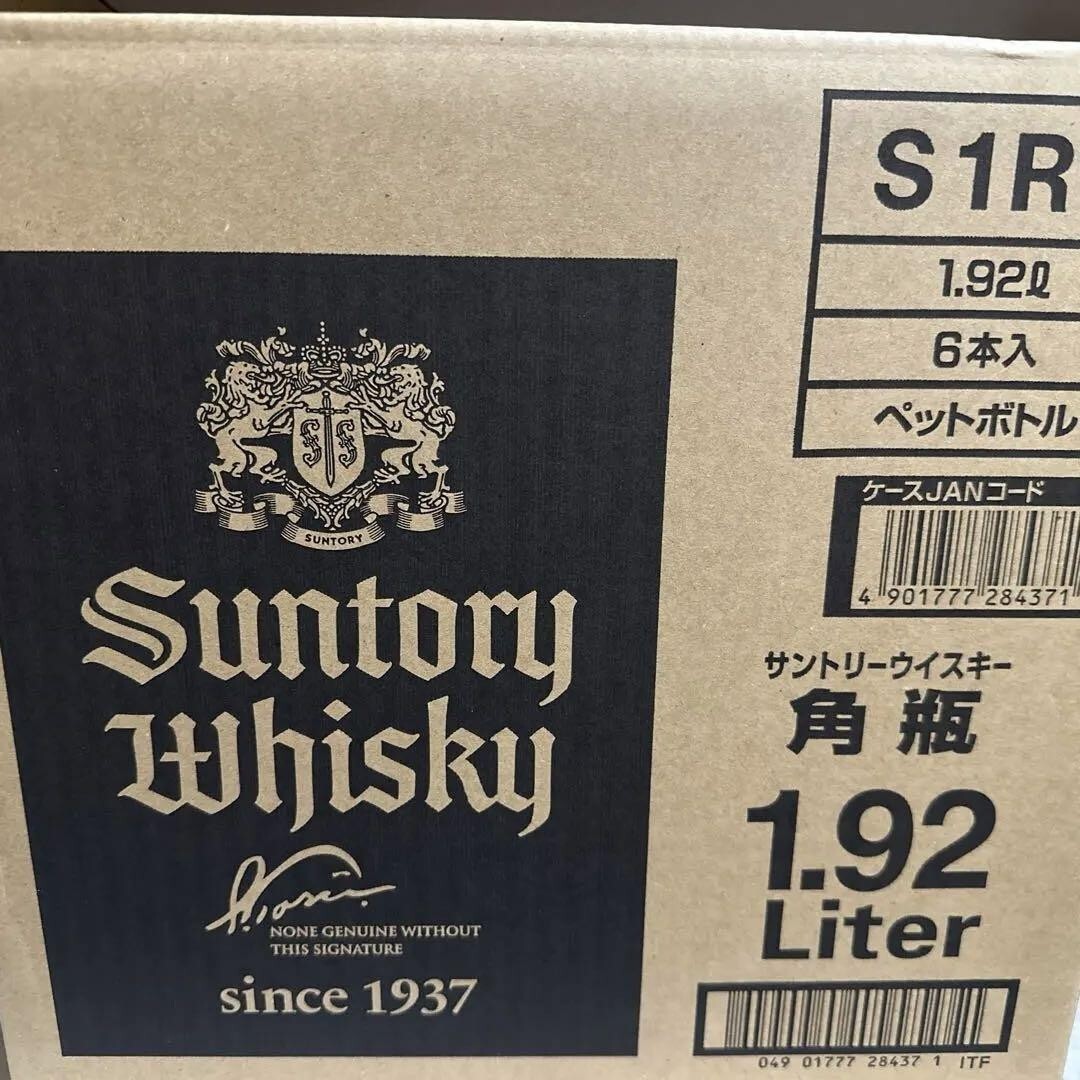 SUNTORY
Suntory
Whisky
NONE GENUINE WITHOUT
THIS SIGNATURE
since 1937
S1R
1.92ℓ
6本入
ペットボトル
ケースJANコード
4 901777 284371
サントリーウイスキー
角瓶
1.92
Liter
049 01777 28437 1 ITF